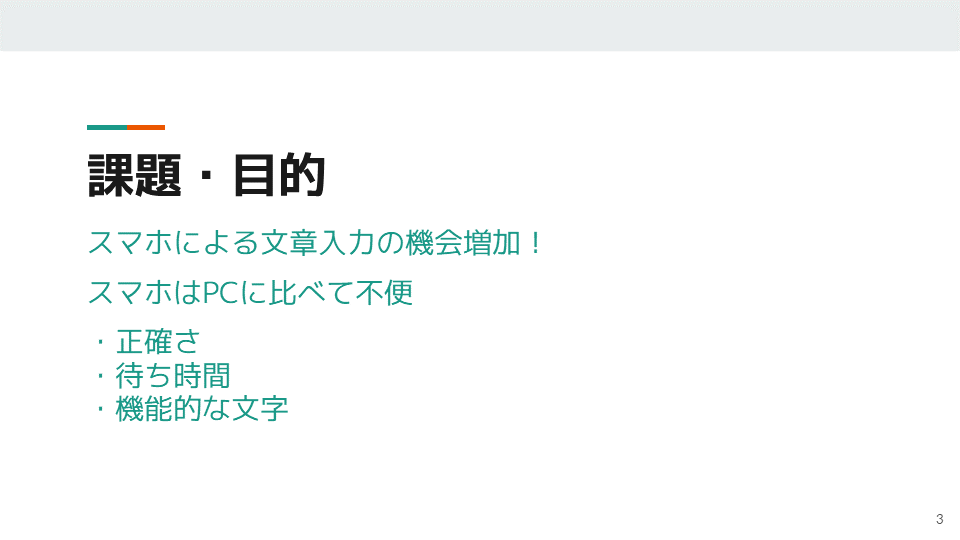 課題・目的
スマホによる文章入力の機会増加！
スマホはPCに比べて不便
・正確さ
・待ち時間
・機能的な文字
3